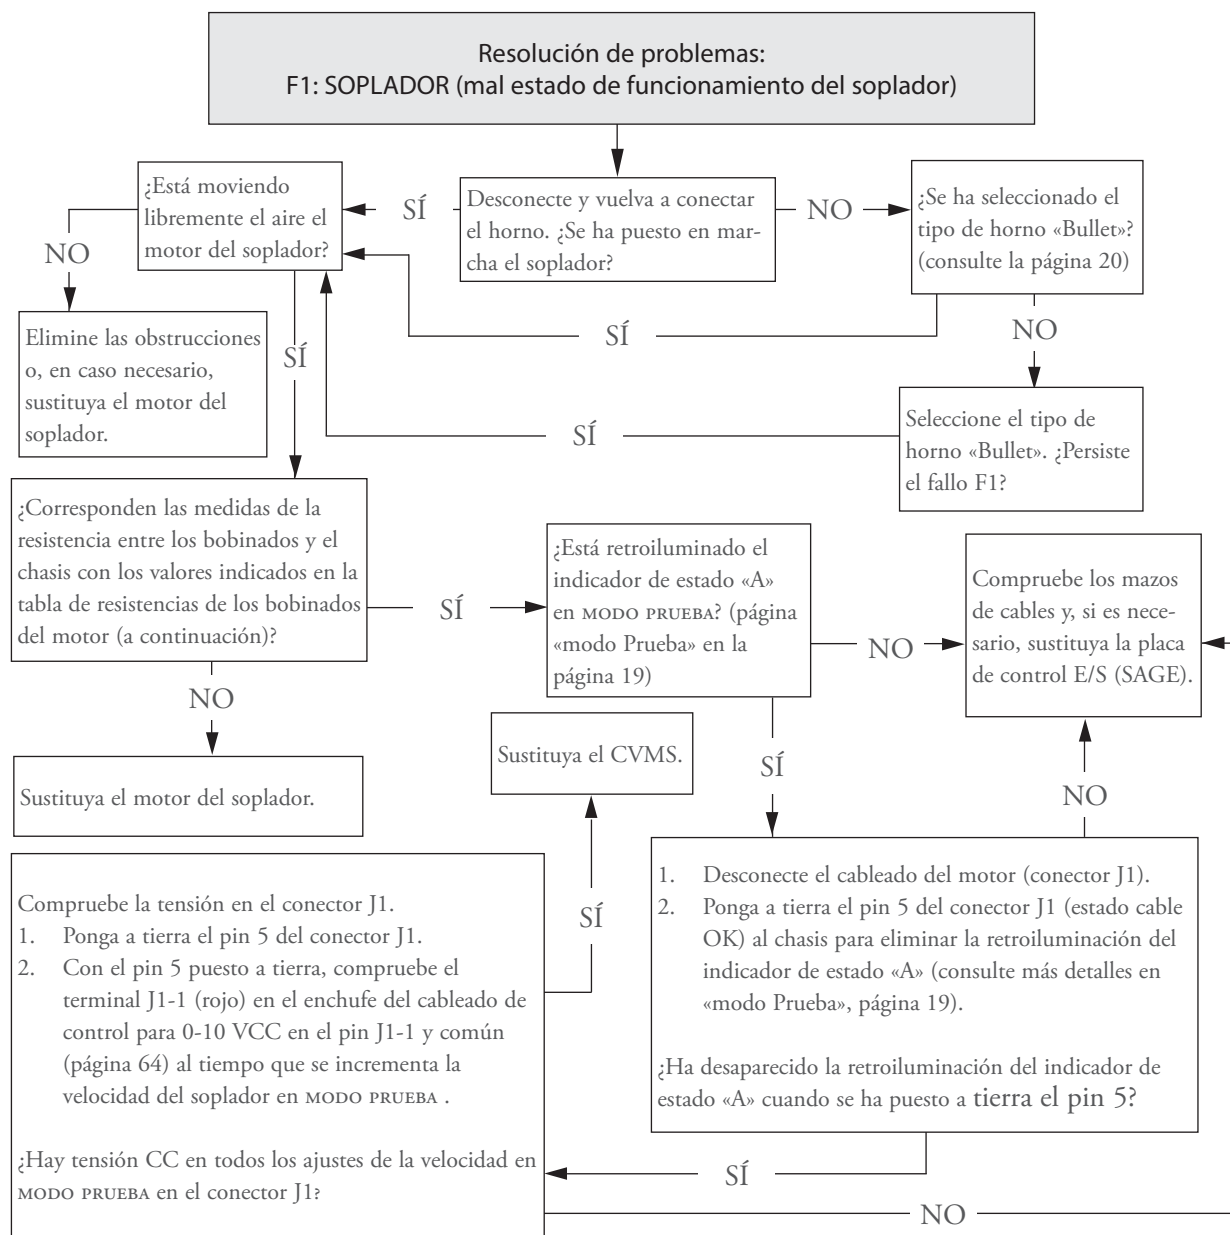 Resolución de problemas:
F1: SOPLADOR (mal estado de funcionamiento del soplador)
¿Está moviendo
libremente el aire el
motor del soplador?
SÍ
Desconecte y vuelva a conectar
el horno. ¿Se ha puesto en mar-
cha el soplador?
NO
¿Se ha seleccionado el
tipo de horno «Bullet»?
(consulte la página 20)
NO
SÍ
NO
Elimine las obstrucciones
o, en caso necesario,
sustituya el motor del
soplador.
SÍ
SÍ
Seleccione el tipo de
horno «Bullet». ¿Persiste
el fallo F1?
¿Corresponden las medidas de la
resistencia entre los bobinados y el
chasis con los valores indicados en la
tabla de resistencias de los bobinados
del motor (a continuación)?
SÍ
¿Está retroiluminado el
indicador de estado «A»
en MODO PRUEBA? (página
«modo Prueba» en la
página 19)
NO
Compruebe los mazos
de cables y, si es nece-
sario, sustituya la placa
de control E/S (SAGE).
NO
Sustituya el motor del soplador.
Sustituya el CVMS.
SÍ
NO
SÍ
Compruebe la tensión en el conector J1.
1. Ponga a tierra el pin 5 del conector J1.
2. Con el pin 5 puesto a tierra, compruebe el
terminal J1-1 (rojo) en el enchufe del cableado de
control para 0-10 VCC en el pin J1-1 y común
(página 64) al tiempo que se incrementa la
velocidad del soplador en MODO PRUEBA .
¿Hay tensión CC en todos los ajustes de la velocidad en
MODO PRUEBA en el conector J1?
1. Desconecte el cableado del motor (conector J1).
2. Ponga a tierra el pin 5 del conector J1 (estado cable
OK) al chasis para eliminar la retroiluminación del
indicador de estado «A» (consulte más detalles en
«modo Prueba», página 19).
¿Ha desaparecido la retroiluminación del indicador de
estado «A» cuando se ha puesto a tierra el pin 5?
SÍ
NO